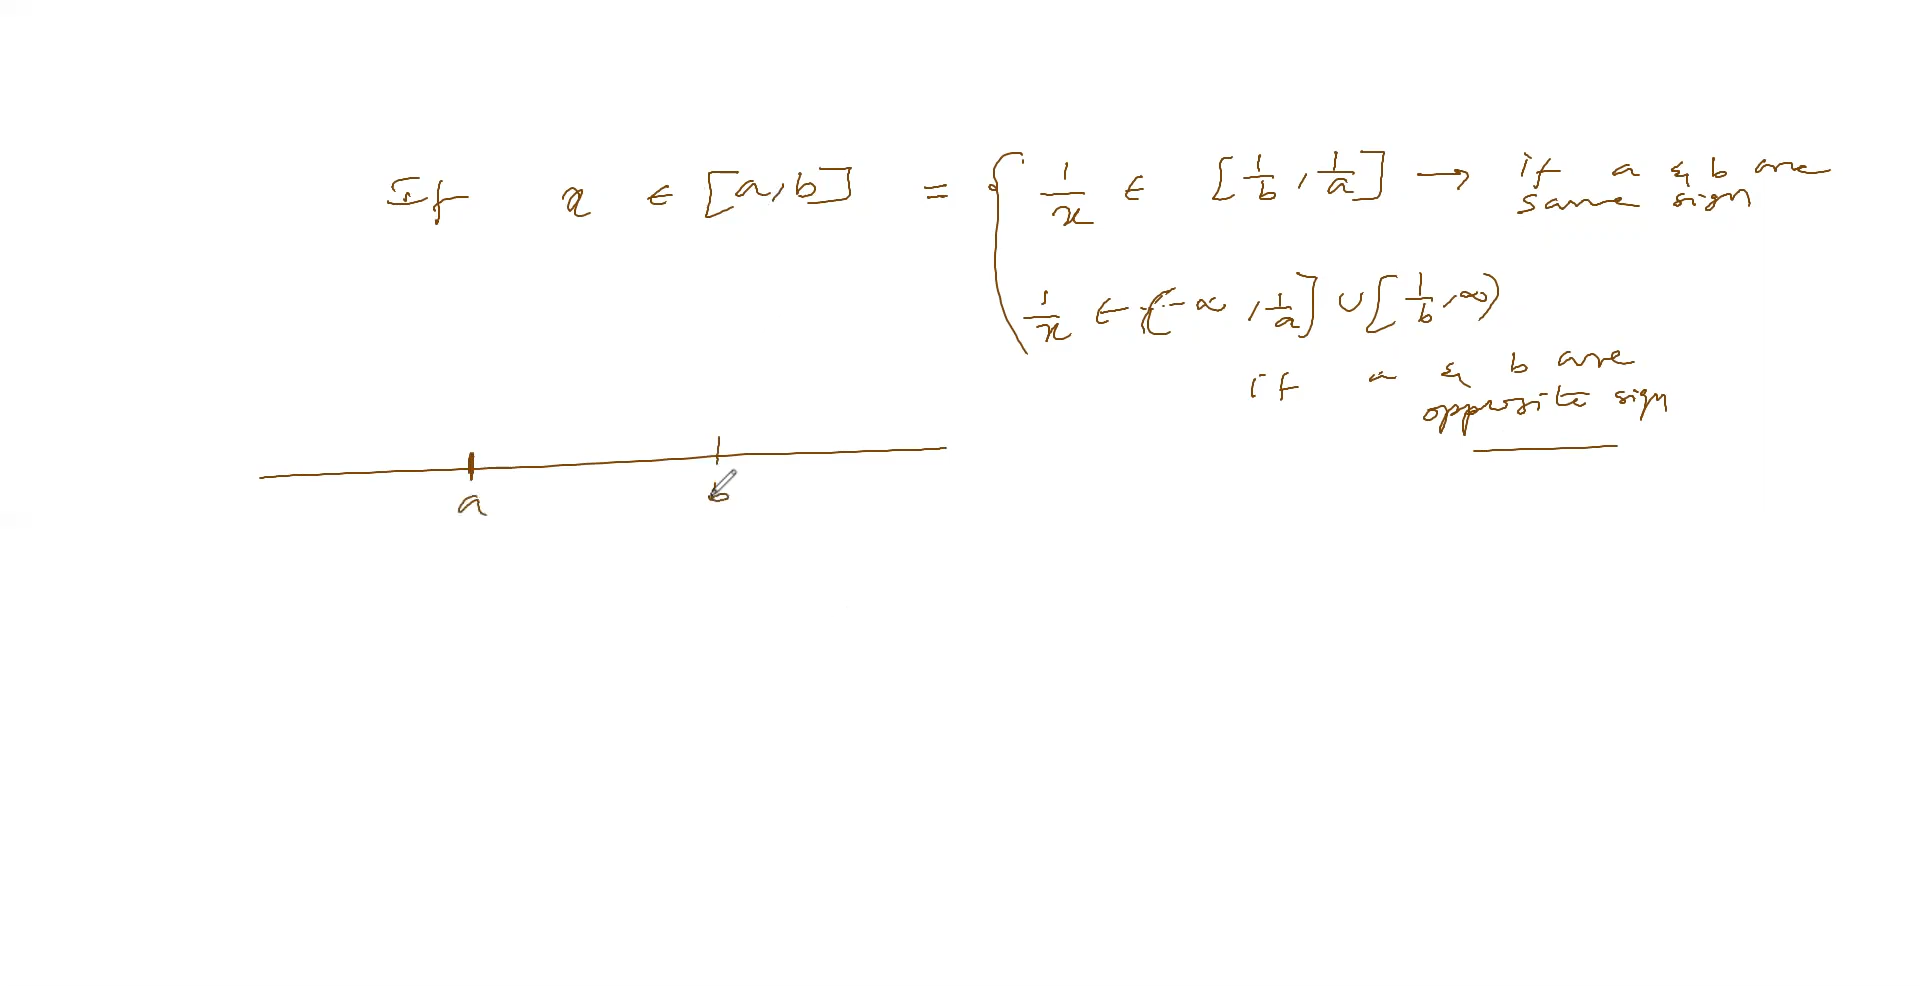 If x ∈ [a,b] = { 1/x ∈ [1/b, 1/a] → if a & b are
same sign
1/x ∈ (-∞, 1/a] ∪ [1/b, ∞)
if a & b are
opposite sign
a b